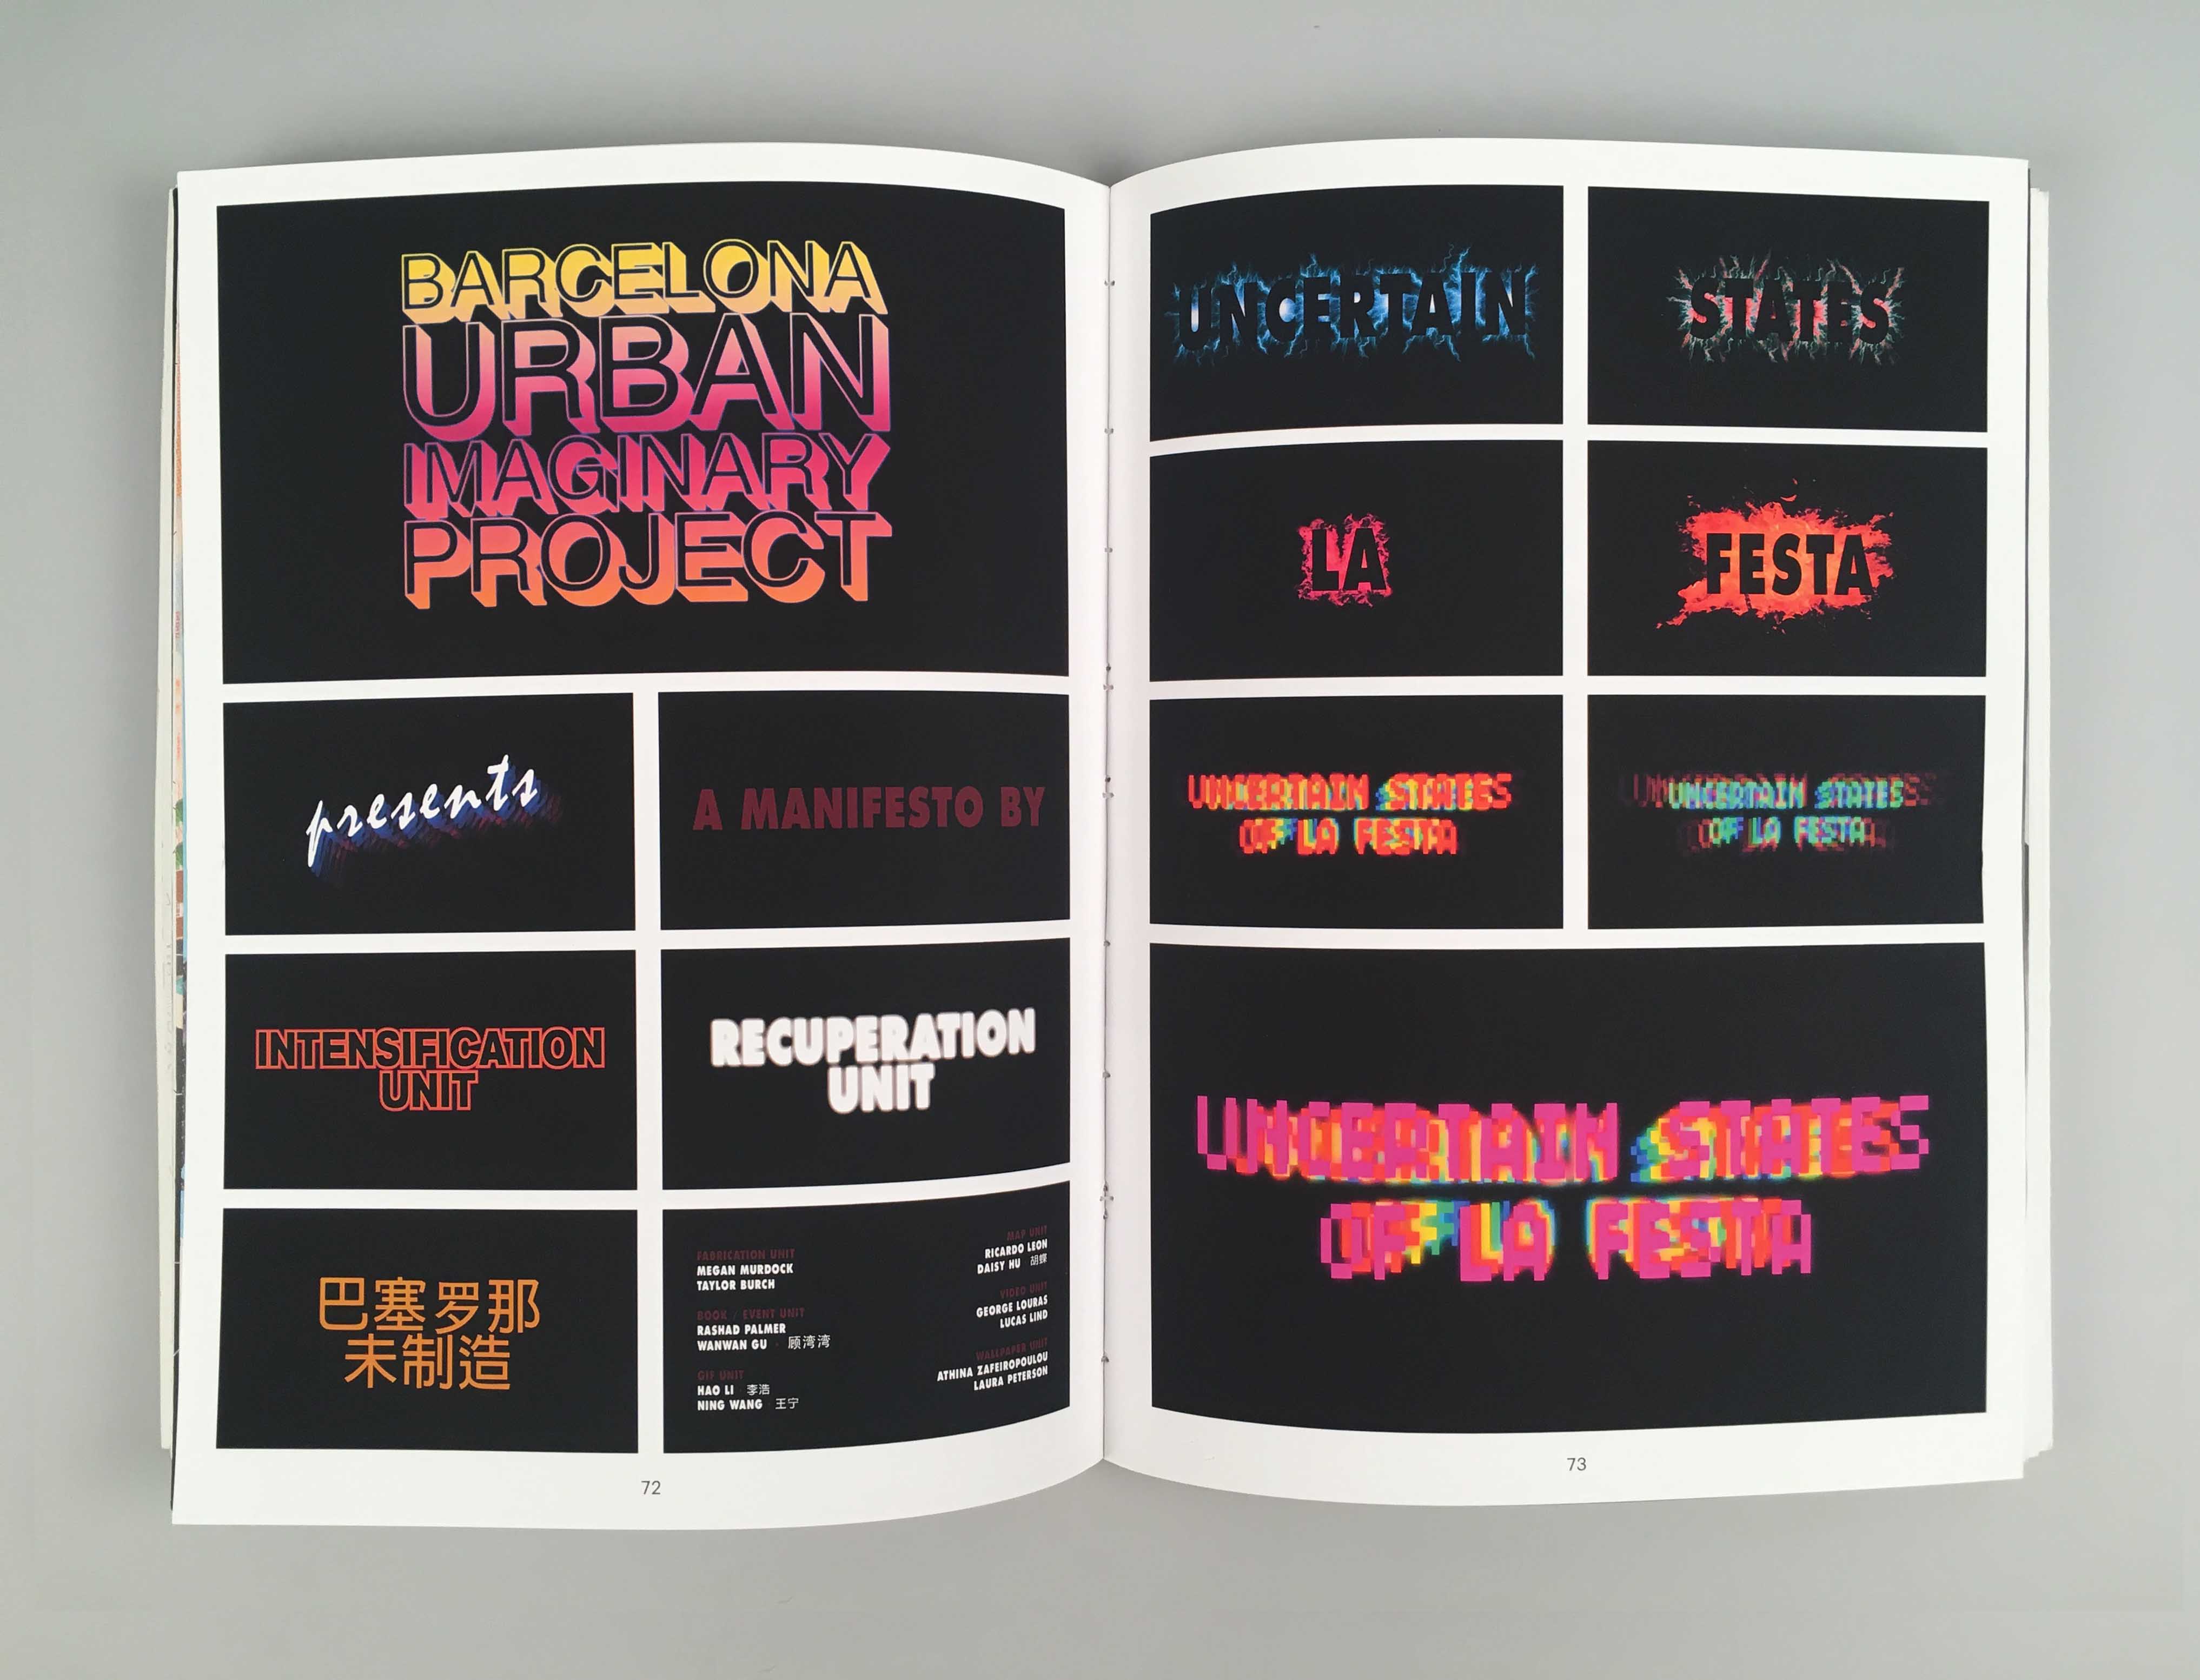 BARCELONA
URBAN
IMAGINARY
PROJECT
presents
A MANIFESTO BY
INTENSIFICATION
UNIT
RECUPERATION
UNIT
巴塞罗那
未制造
FABRICATION UNIT
MEGAN MURDOCK
TAYLOR BURCH
BOOK / EVENT UNIT
RASHAD PALMER
WANWAN GU 顾湾湾
GIF UNIT
HAO LI 李浩
NING WANG 王宁
MAP UNIT
RICARDO LEON
DAISY HU 胡蝶
VIDEO UNIT
GEORGE LOURAS
LUCAS LIND
WALLPAPER UNIT
ATHINA ZAFEIROPOULOU
LAURA PETERSON
72
UNCERTAIN
STATES
LA
FESTA
UNCERTAIN STATES
OF LA FESTA
UNCERTAIN STATES
OF LA FESTA
UNCERTAIN STATES
OF LA FESTA
73